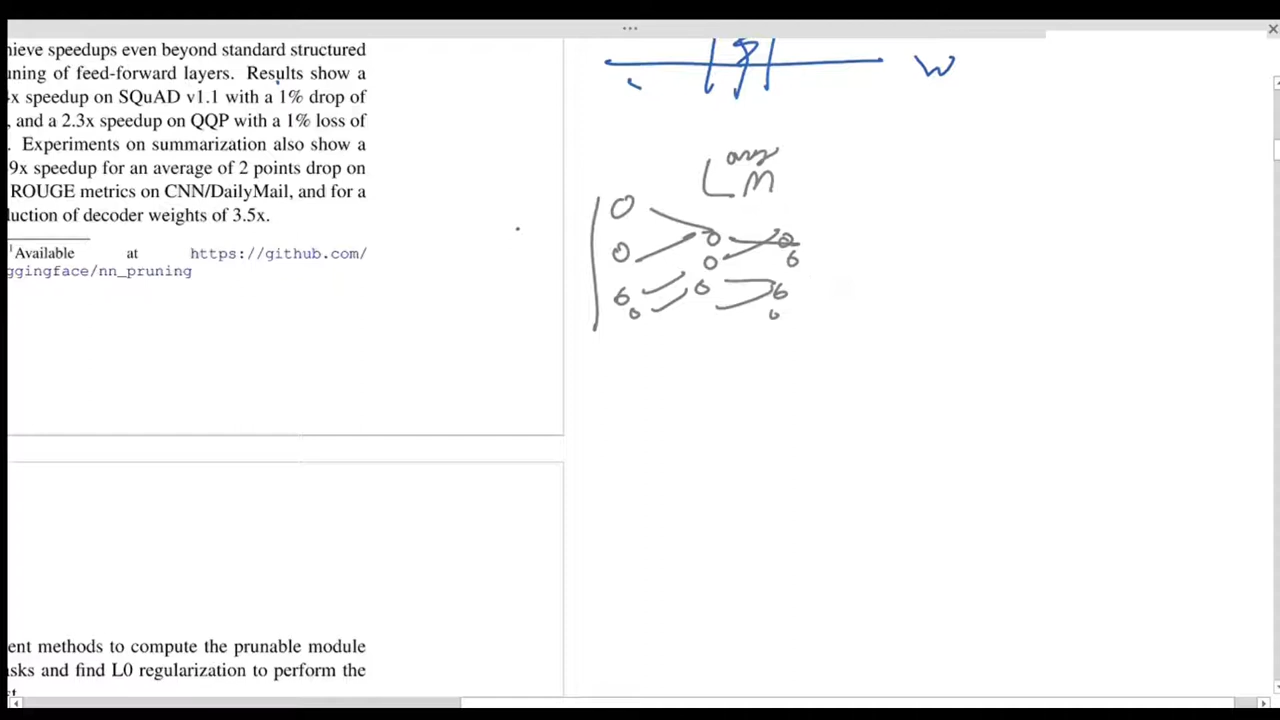 hieve speedups even beyond standard structured
ning of feed-forward layers. Results show a
x speedup on SQuAD v1.1 with a 1% drop of
, and a 2.3x speedup on QQP with a 1% loss of
. Experiments on summarization also show a
9x speedup for an average of 2 points drop on
ROUGE metrics on CNN/DailyMail, and for a
luction of decoder weights of 3.5x.
1Available at https://github.com/
ggingface/nn_pruning
ent methods to compute the prunable module
asks and find L0 regularization to perform the
W